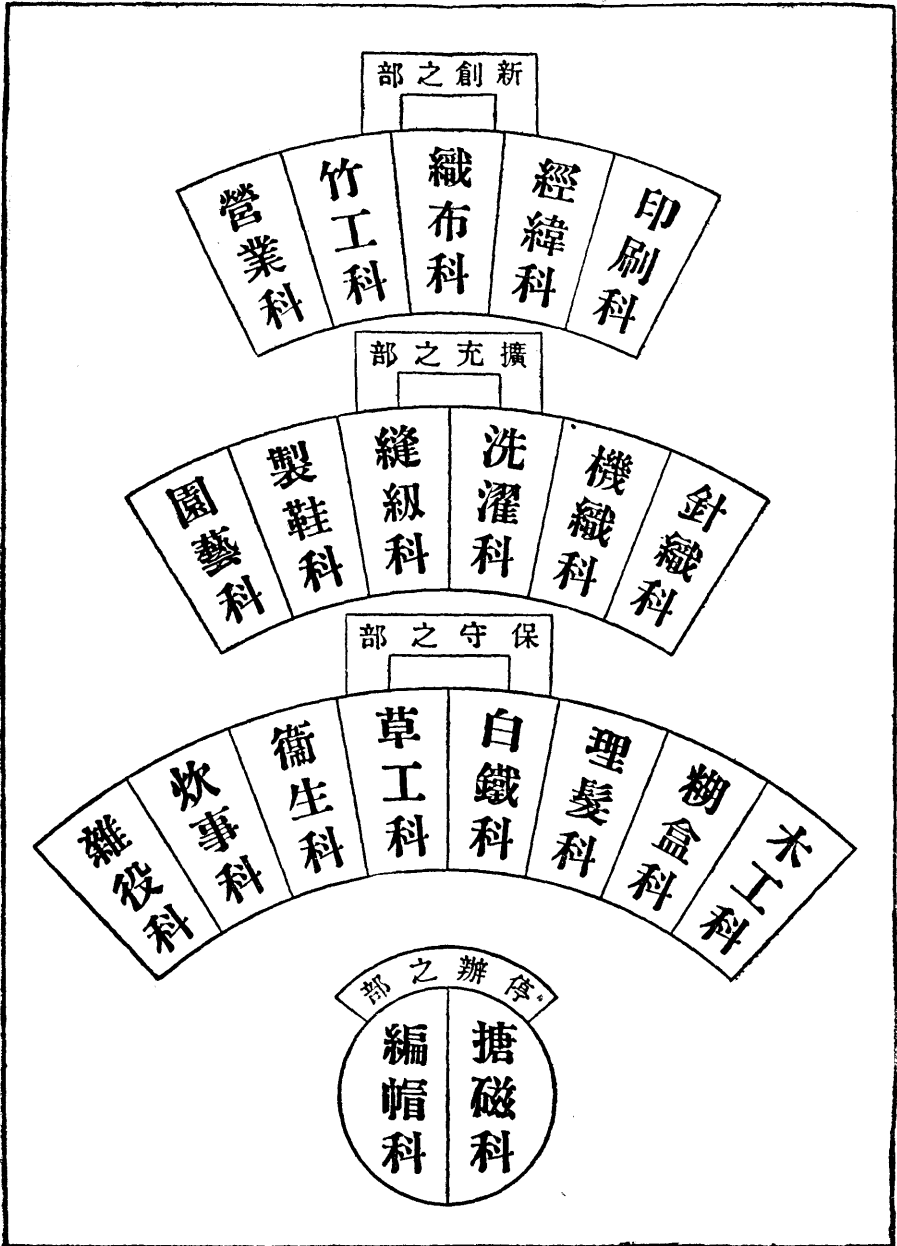 新創之部
印刷科
經緯科
織布科
竹工科
營業科
擴充之部
針織科
機織科
洗濯科
縫級科
製鞋科
園藝科
保守之部
木工科
糊盒科
理髮科
白鐵科
草工科
衞生科
炊事科
雜役科
停辦之部
搪磁科
編帽科